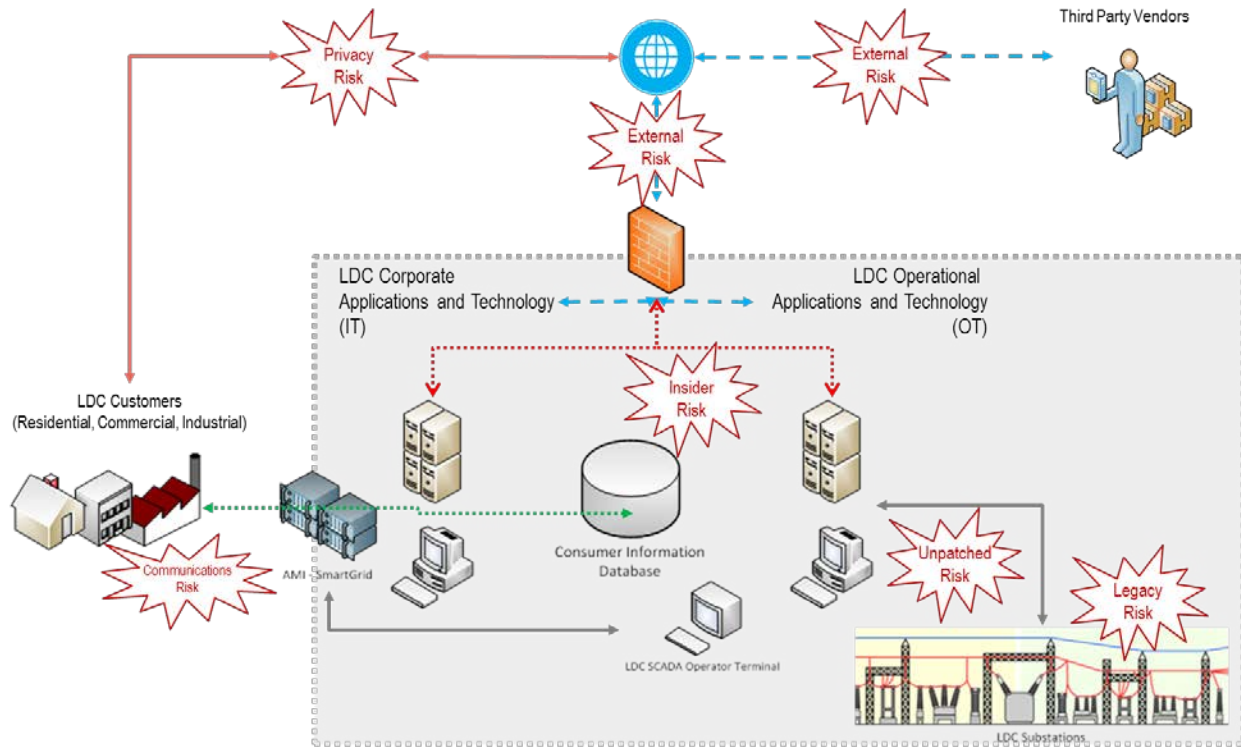 Third Party Vendors
Privacy
Risk
External
Risk
External
Risk
LDC Corporate
Applications and Technology
(IT)
LDC Operational
Applications and Technology
(OT)
Insider
Risk
LDC Customers
(Residential, Commercial, Industrial)
Communications
Risk
AMI - SmartGrid
Consumer Information
Database
Unpatched
Risk
Legacy
Risk
LDC SCADA Operator Terminal
LDC Substations